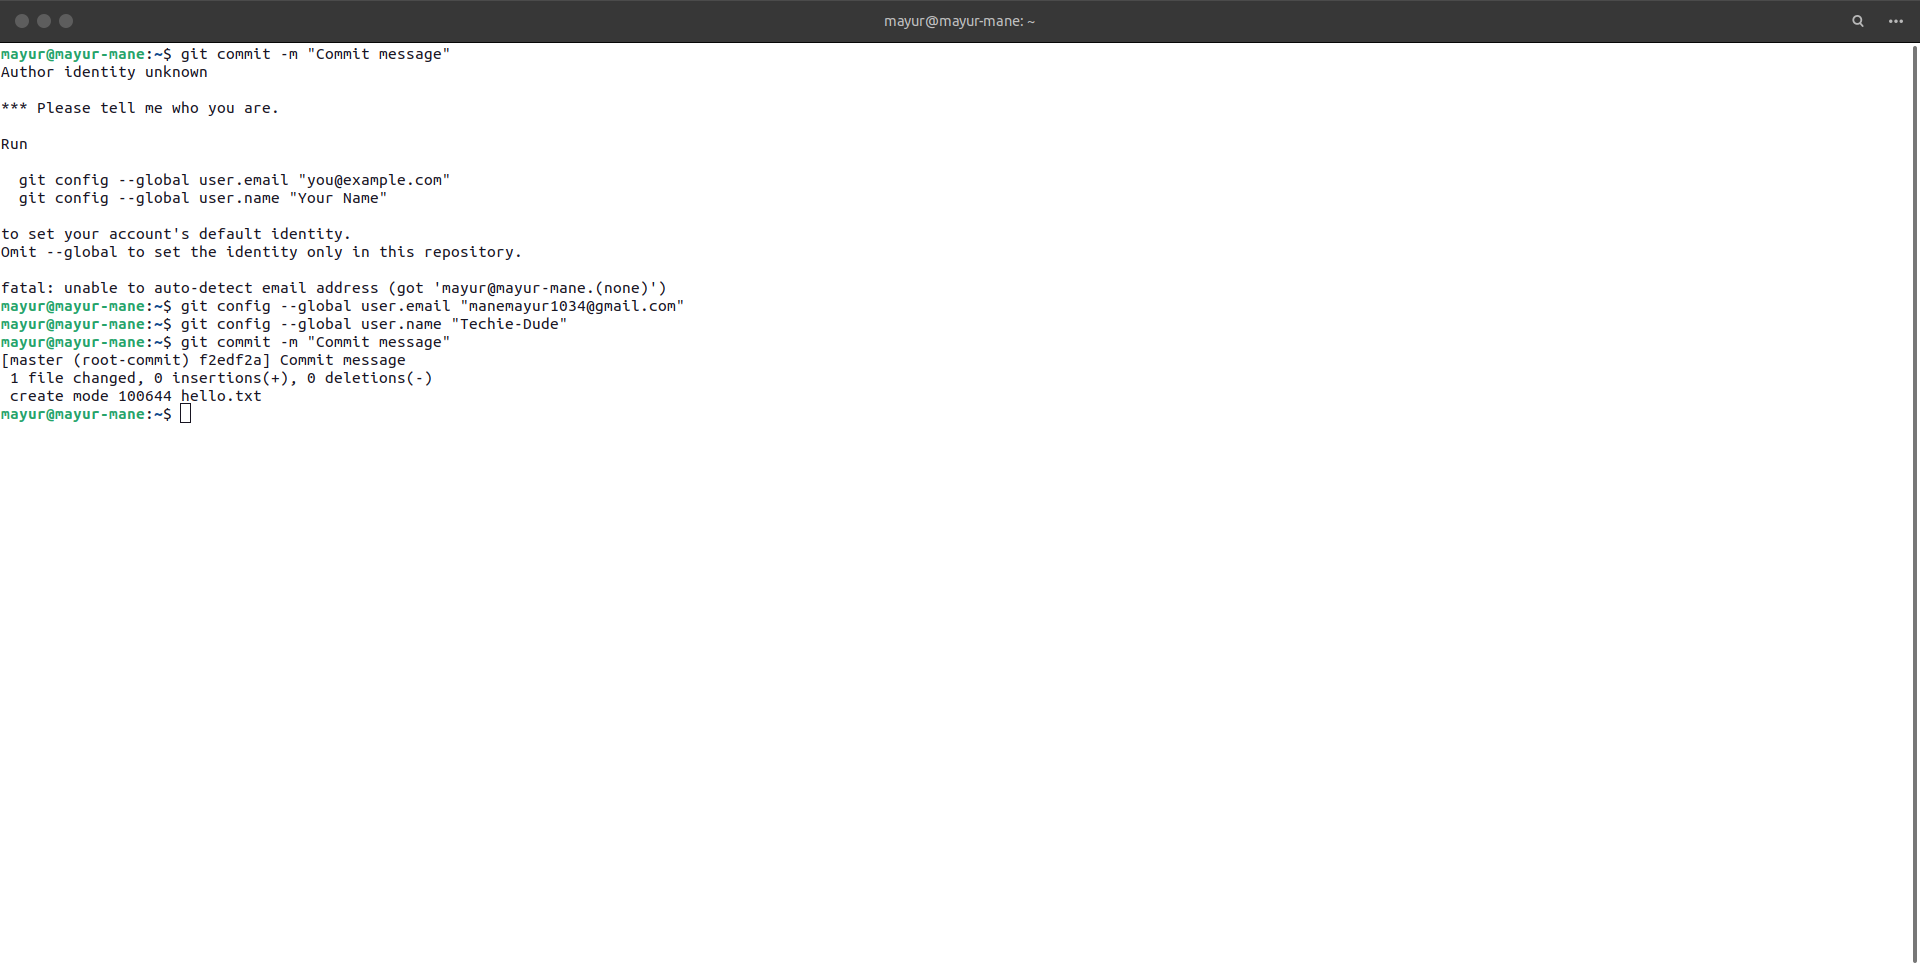 mayur@mayur-mane: ~
mayur@mayur-mane:~$ git commit -m "Commit message"
Author identity unknown
*** Please tell me who you are.
Run
  git config --global user.email "you@example.com"
  git config --global user.name "Your Name"
to set your account's default identity.
Omit --global to set the identity only in this repository.
fatal: unable to auto-detect email address (got 'mayur@mayur-mane.(none)')
mayur@mayur-mane:~$ git config --global user.email "manemayur1034@gmail.com"
mayur@mayur-mane:~$ git config --global user.name "Techie-Dude"
mayur@mayur-mane:~$ git commit -m "Commit message"
[master (root-commit) f2edf2a] Commit message
 1 file changed, 0 insertions(+), 0 deletions(-)
 create mode 100644 hello.txt
mayur@mayur-mane:~$